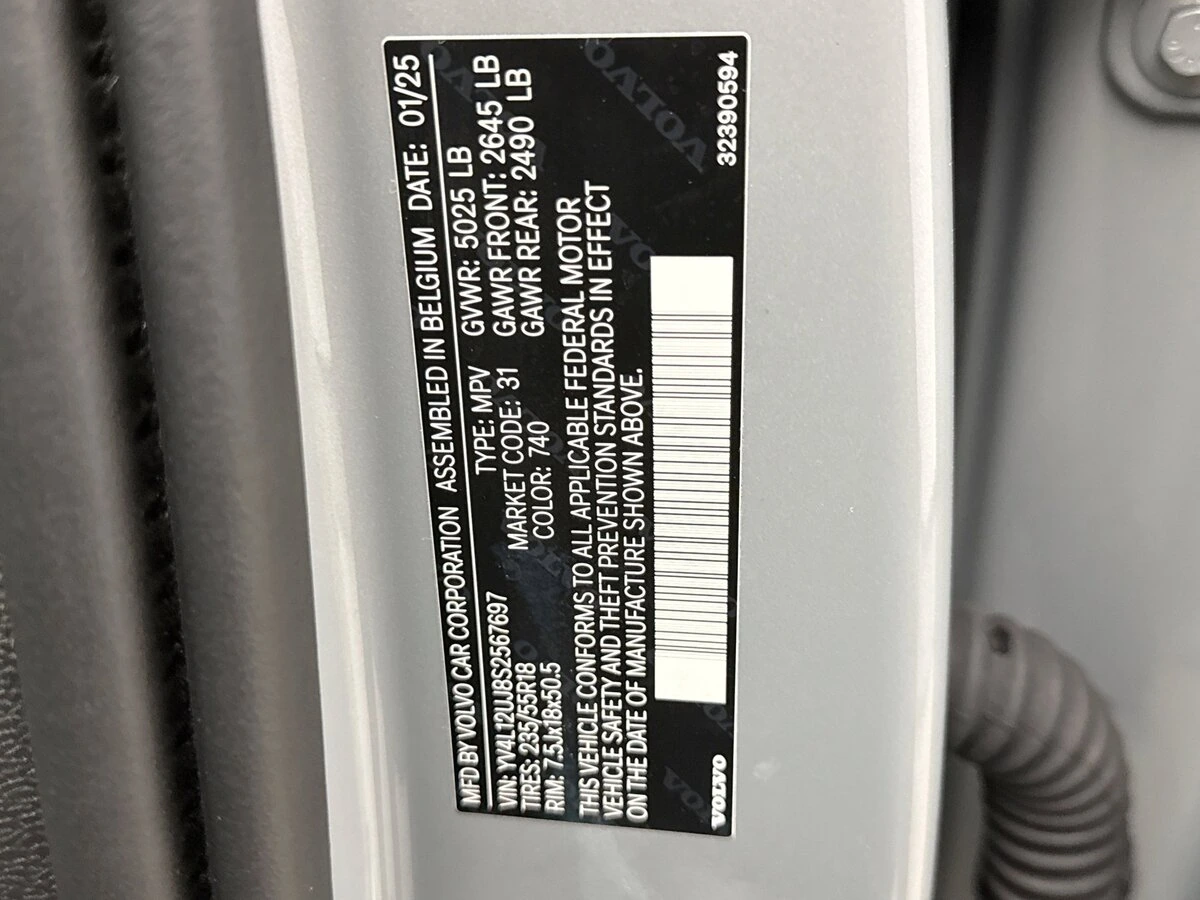 MFD BY VOLVO CAR CORPORATION ASSEMBLED IN BELGIUM DATE: 01/25
VIN: YV4L12UJ8S2567697 TYPE: MPV GVWR: 5025 LB
TIRES: 235/55R18 MARKET CODE: 31 GAWR FRONT: 2645 LB
RIM: 7.5Jx18x50.5 COLOR: 740 GAWR REAR: 2490 LB
THIS VEHICLE CONFORMS TO ALL APPLICABLE FEDERAL MOTOR
VEHICLE SAFETY AND THEFT PREVENTION STANDARDS IN EFFECT
ON THE DATE OF MANUFACTURE SHOWN ABOVE.
VOLVO 32390594